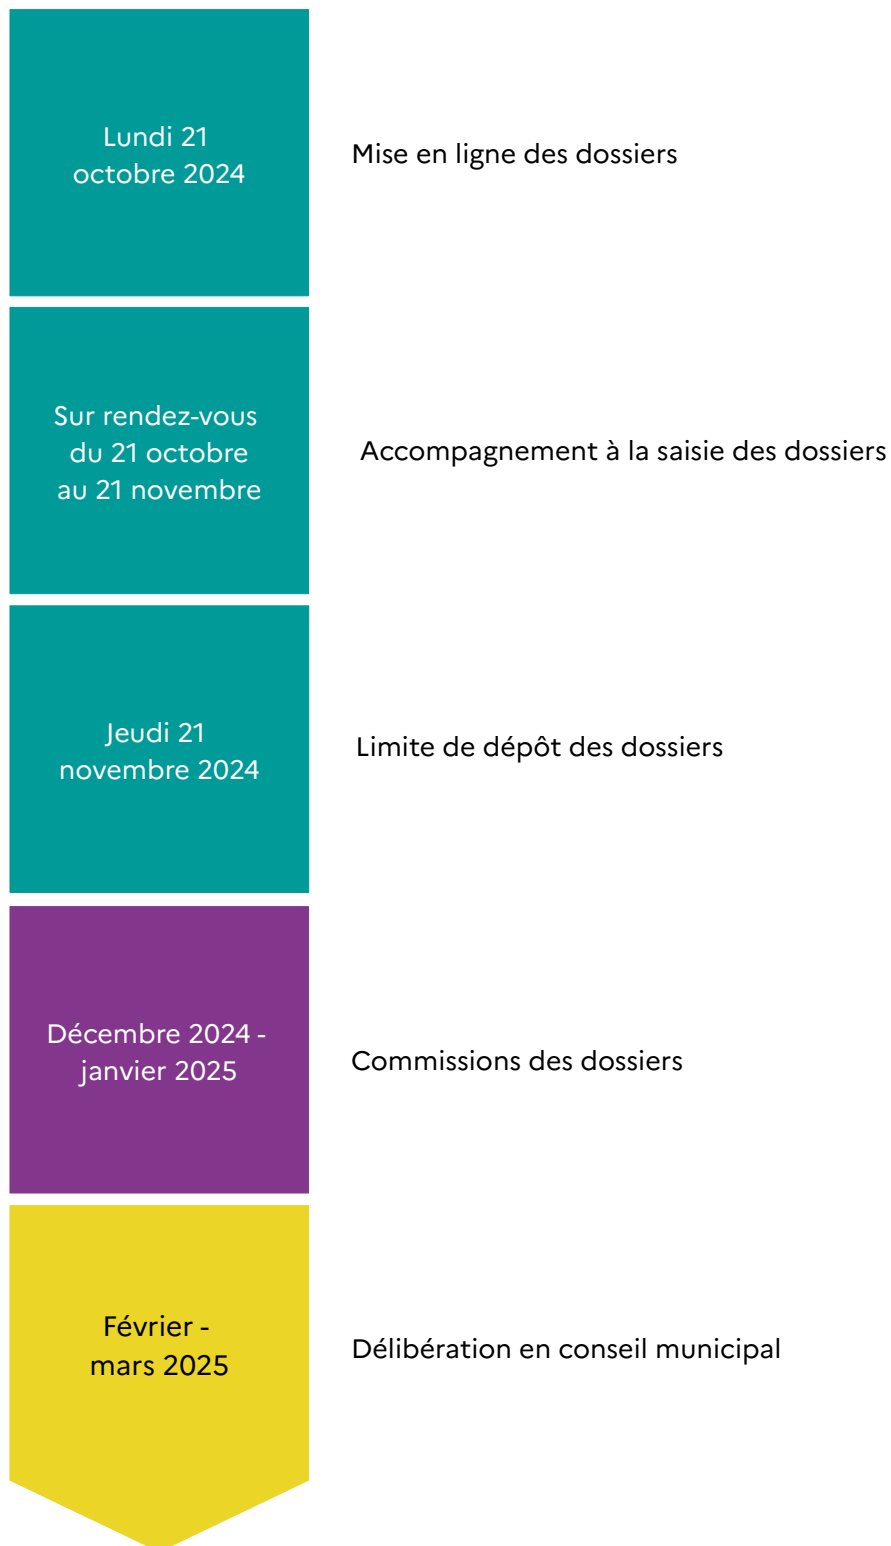 Lundi 21
octobre 2024
Mise en ligne des dossiers
Sur rendez-vous
du 21 octobre
au 21 novembre
Accompagnement à la saisie des dossiers
Jeudi 21
novembre 2024
Limite de dépôt des dossiers
Décembre 2024 -
janvier 2025
Commissions des dossiers
Février -
mars 2025
Délibération en conseil municipal